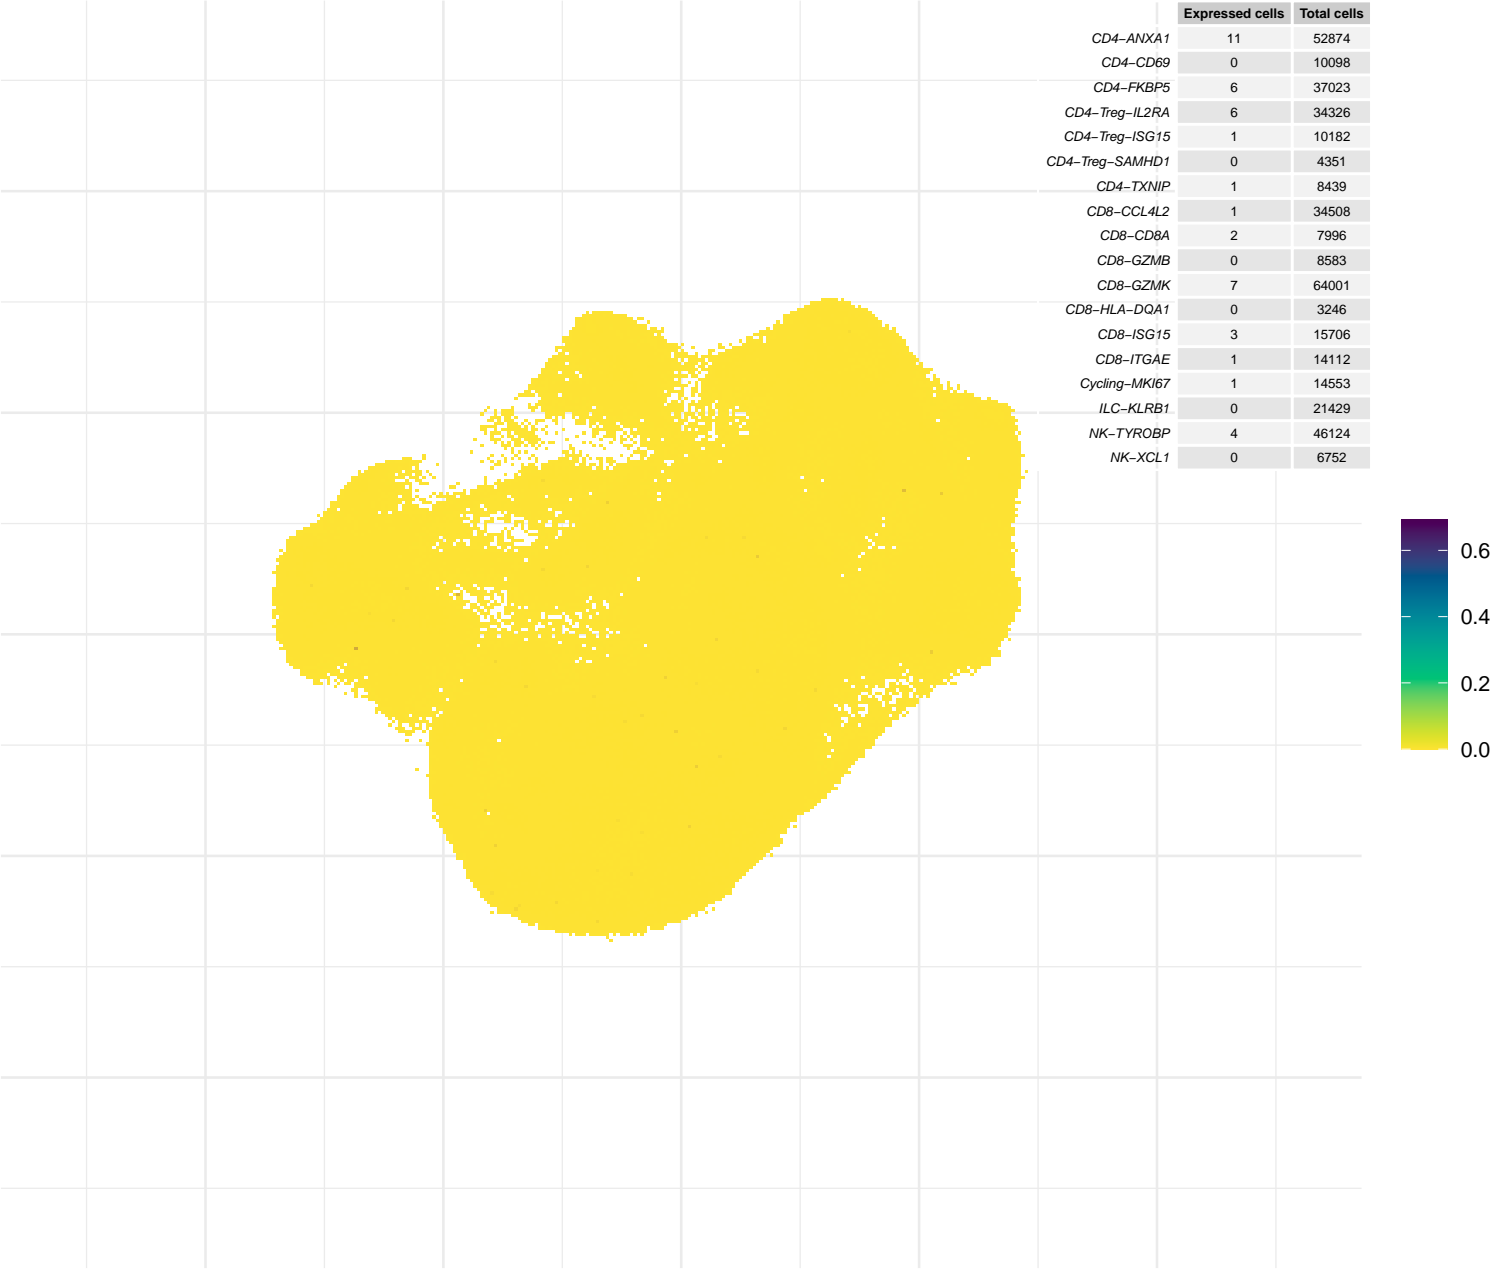 Expressed cells Total cells
CD4−ANXA1 11 52874
CD4−CD69 0 10098
CD4−FKBP5 6 37023
CD4−Treg−IL2RA 6 34326
CD4−Treg−ISG15 1 10182
CD4−Treg−SAMHD1 0 4351
CD4−TXNIP 1 8439
CD8−CCL4L2 1 34508
CD8−CD8A 2 7996
CD8−GZMB 0 8583
CD8−GZMK 7 64001
CD8−HLA−DQA1 0 3246
CD8−ISG15 3 15706
CD8−ITGAE 1 14112
Cycling−MKI67 1 14553
ILC−KLRB1 0 21429
NK−TYROBP 4 46124
NK−XCL1 0 6752
0.6
0.4
0.2
0.0